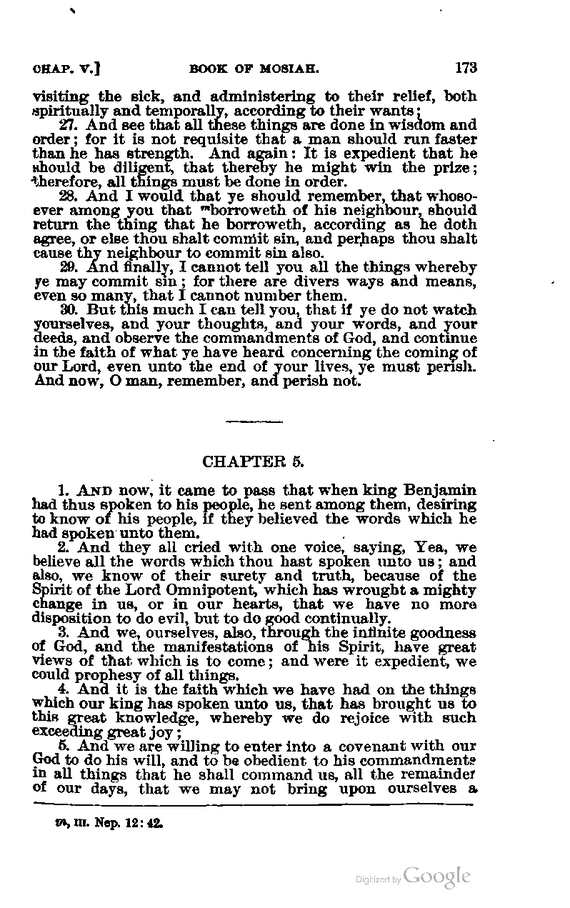 CHAP. V.] BOOK OF MOSIAH. 173
visiting the sick, and administering to their relief, both
spiritually and temporally, according to their wants;
27. And see that all these things are done in wisdom and
order; for it is not requisite that a man should run faster
than he has strength. And again: It is expedient that he
should be diligent, that thereby he might win the prize;
therefore, all things must be done in order.
28. And I would that ye should remember, that whoso-
ever among you that ᵐborroweth of his neighbour, should
return the thing that he borroweth, according as he doth
agree, or else thou shalt commit sin, and perhaps thou shalt
cause thy neighbour to commit sin also.
29. And finally, I cannot tell you all the things whereby
ye may commit sin; for there are divers ways and means,
even so many, that I cannot number them.
30. But this much I can tell you, that if ye do not watch
yourselves, and your thoughts, and your words, and your
deeds, and observe the commandments of God, and continue
in the faith of what ye have heard concerning the coming of
our Lord, even unto the end of your lives, ye must perish.
And now, O man, remember, and perish not.
CHAPTER 5.
1. AND now, it came to pass that when king Benjamin
had thus spoken to his people, he sent among them, desiring
to know of his people, if they believed the words which he
had spoken unto them.
2. And they all cried with one voice, saying, Yea, we
believe all the words which thou hast spoken unto us; and
also, we know of their surety and truth, because of the
Spirit of the Lord Omnipotent, which has wrought a mighty
change in us, or in our hearts, that we have no more
disposition to do evil, but to do good continually.
3. And we, ourselves, also, through the infinite goodness
of God, and the manifestations of his Spirit, have great
views of that which is to come; and were it expedient, we
could prophesy of all things.
4. And it is the faith which we have had on the things
which our king has spoken unto us, that has brought us to
this great knowledge, whereby we do rejoice with such
exceeding great joy;
5. And we are willing to enter into a covenant with our
God to do his will, and to be obedient to his commandments
in all things that he shall command us, all the remainder
of our days, that we may not bring upon ourselves a
m, III. Nep. 12:42.
Digitized by Google